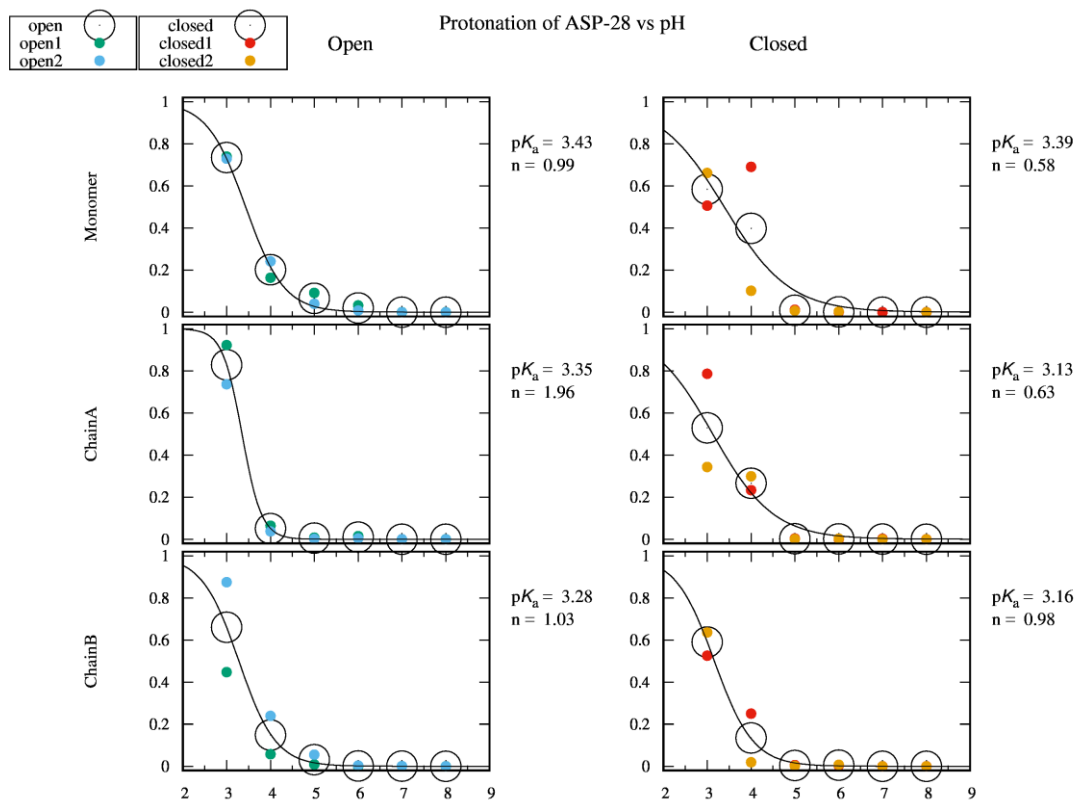 Protonation of ASP-28 vs pH
open closed
open1 closed1
open2 closed2
Open Closed
Monomer
1
0.8
0.6
0.4
0.2
0
pKa = 3.43
n = 0.99
1
0.8
0.6
0.4
0.2
0
pKa = 3.39
n = 0.58
ChainA
1
0.8
0.6
0.4
0.2
0
pKa = 3.35
n = 1.96
1
0.8
0.6
0.4
0.2
0
pKa = 3.13
n = 0.63
ChainB
1
0.8
0.6
0.4
0.2
0
2 3 4 5 6 7 8 9
pKa = 3.28
n = 1.03
1
0.8
0.6
0.4
0.2
0
2 3 4 5 6 7 8 9
pKa = 3.16
n = 0.98